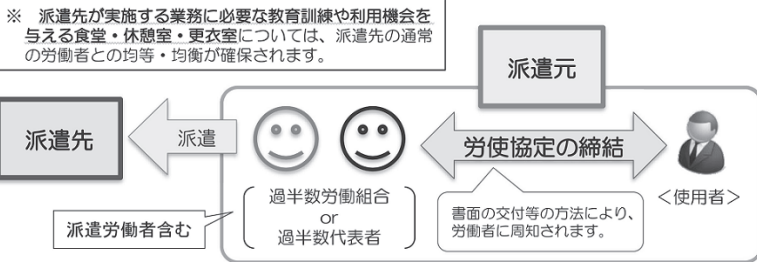 ※ 派遣先が実施する業務に必要な教育訓練や利用機会を
与える食堂・休憩室・更衣室については、派遣先の通常
の労働者との均等・均衡が確保されます。
派遣元
派遣先
派遣
労使協定の締結
＜使用者＞
過半数労働組合
or
過半数代表者
派遣労働者含む
書面の交付等の方法により、
労働者に周知されます。